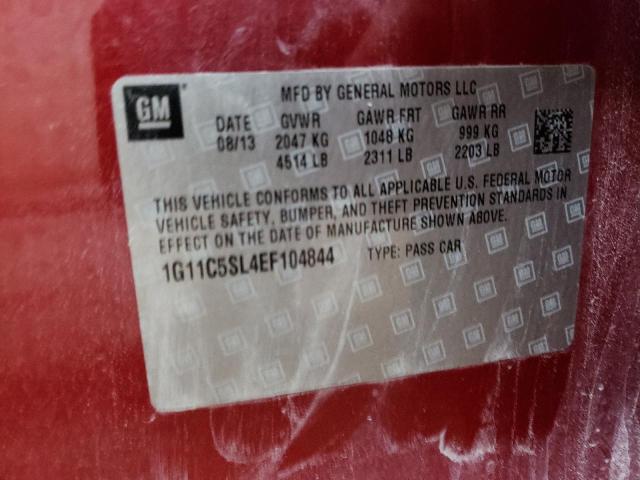 GM
MFD BY GENERAL MOTORS LLC
DATE GVWR GAWR FRT GAWR RR
08/13 2047 KG 1048 KG 999 KG
4514 LB 2311 LB 2203 LB
THIS VEHICLE CONFORMS TO ALL APPLICABLE U.S. FEDERAL MOTOR
VEHICLE SAFETY, BUMPER, AND THEFT PREVENTION STANDARDS IN
EFFECT ON THE DATE OF MANUFACTURE SHOWN ABOVE.
1G11C5SL4EF104844 TYPE: PASS CAR